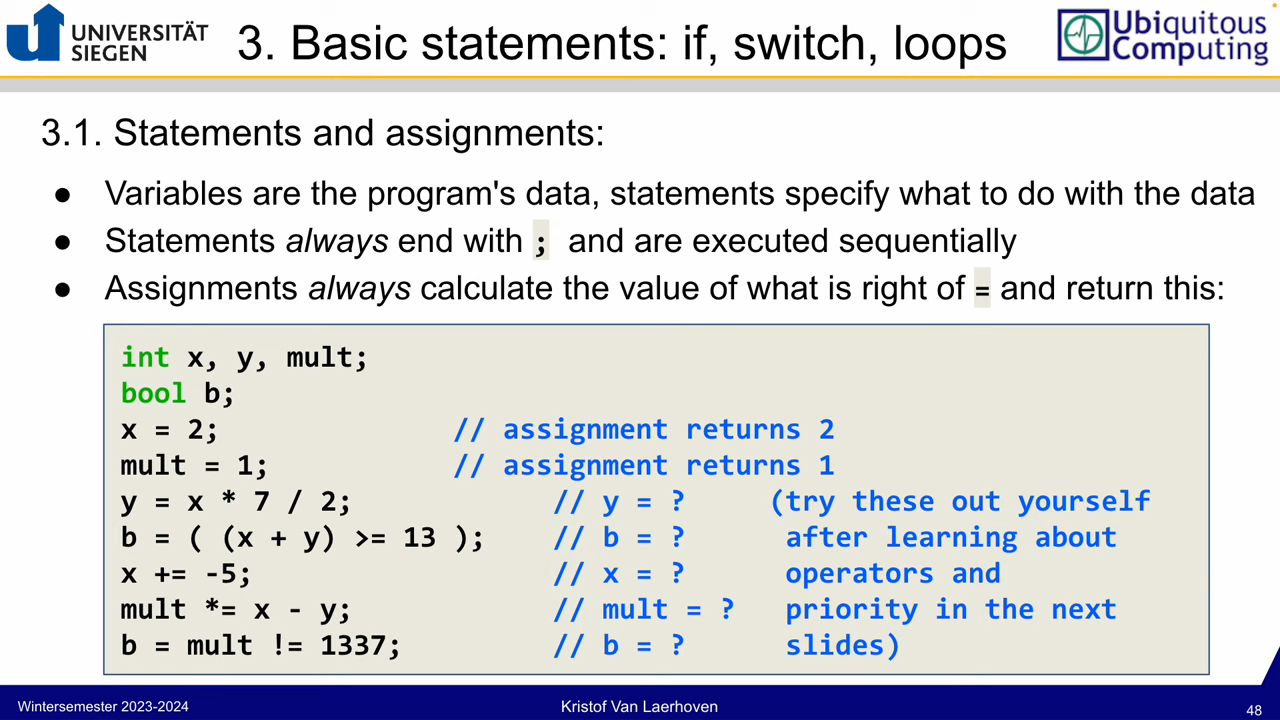 UNIVERSITÄT
SIEGEN
3. Basic statements: if, switch, loops
Ubiquitous
Computing
3.1. Statements and assignments:
● Variables are the program's data, statements specify what to do with the data
● Statements always end with ; and are executed sequentially
● Assignments always calculate the value of what is right of = and return this:
int x, y, mult;
bool b;
x = 2; // assignment returns 2
mult = 1; // assignment returns 1
y = x * 7 / 2; // y = ? (try these out yourself
b = ( (x + y) >= 13 ); // b = ? after learning about
x += -5; // x = ? operators and
mult *= x - y; // mult = ? priority in the next
b = mult != 1337; // b = ? slides)
Wintersemester 2023-2024
Kristof Van Laerhoven
48